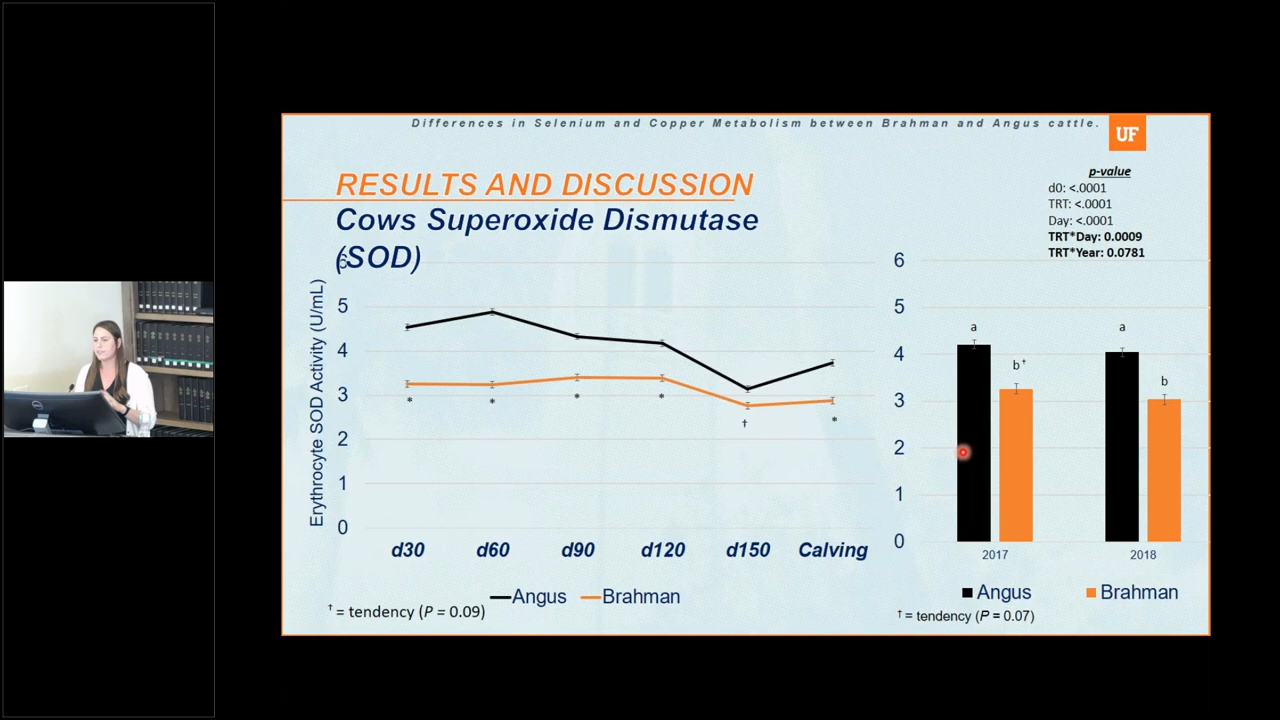 Differences in Selenium and Copper Metabolism between Brahman and Angus cattle.
UF
RESULTS AND DISCUSSION
Cows Superoxide Dismutase
(SOD)
p-value
d0: <.0001
TRT: <.0001
Day: <.0001
TRT*Day: 0.0009
TRT*Year: 0.0781
Erythrocyte SOD Activity (U/mL)
6
5
4
3
2
1
0
* * * * † *
d30 d60 d90 d120 d150 Calving
Angus Brahman
† = tendency (P = 0.09)
6
5
4
3
2
1
0
a b† a b
2017 2018
Angus Brahman
† = tendency (P = 0.07)